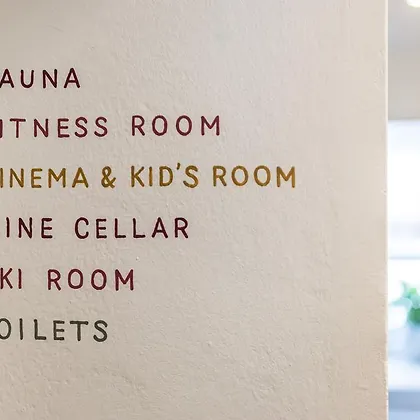 AUNA
ITNESS ROOM
INEMA & KID'S ROOM
INE CELLAR
KI ROOM
OILETS